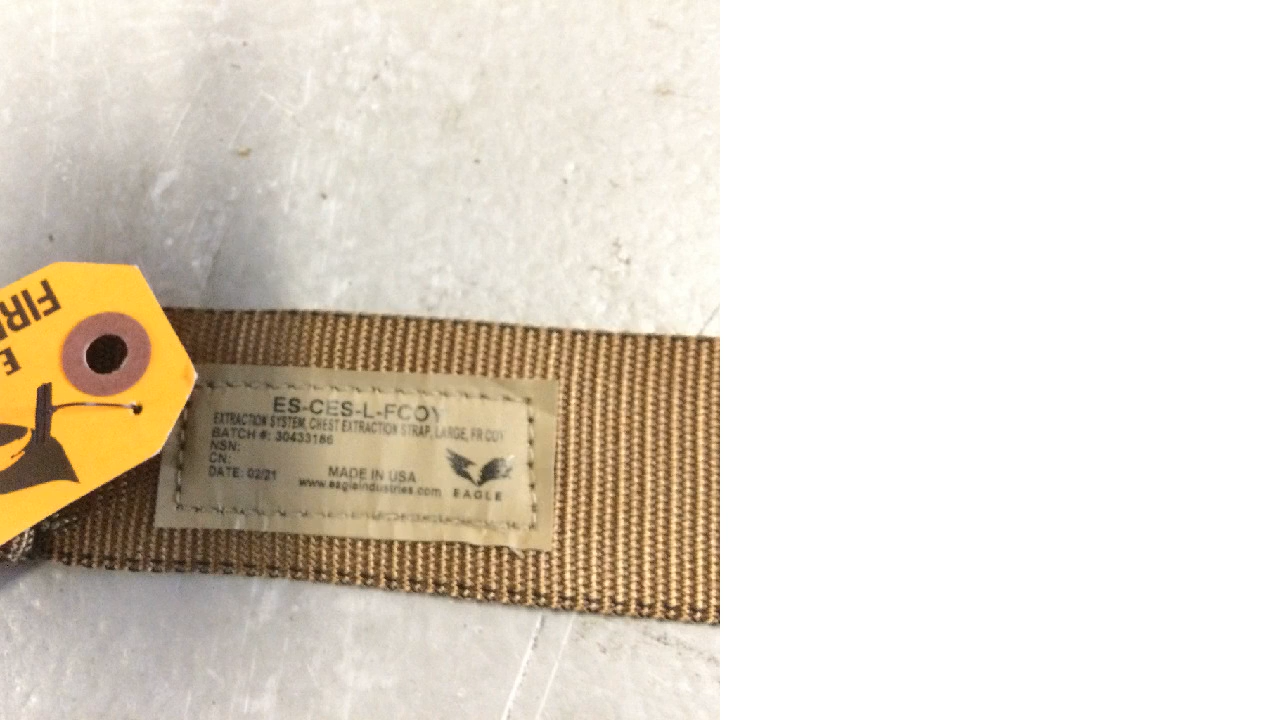 ES-CES-L-FCOY
EXTRACTION SYSTEM, CHEST EXTRACTION STRAP, LARGE, FR COY
BATCH #: 30433186
NSN:
CN:
DATE: 02/21
MADE IN USA
www.eagleindustries.com
EAGLE
FIR
E